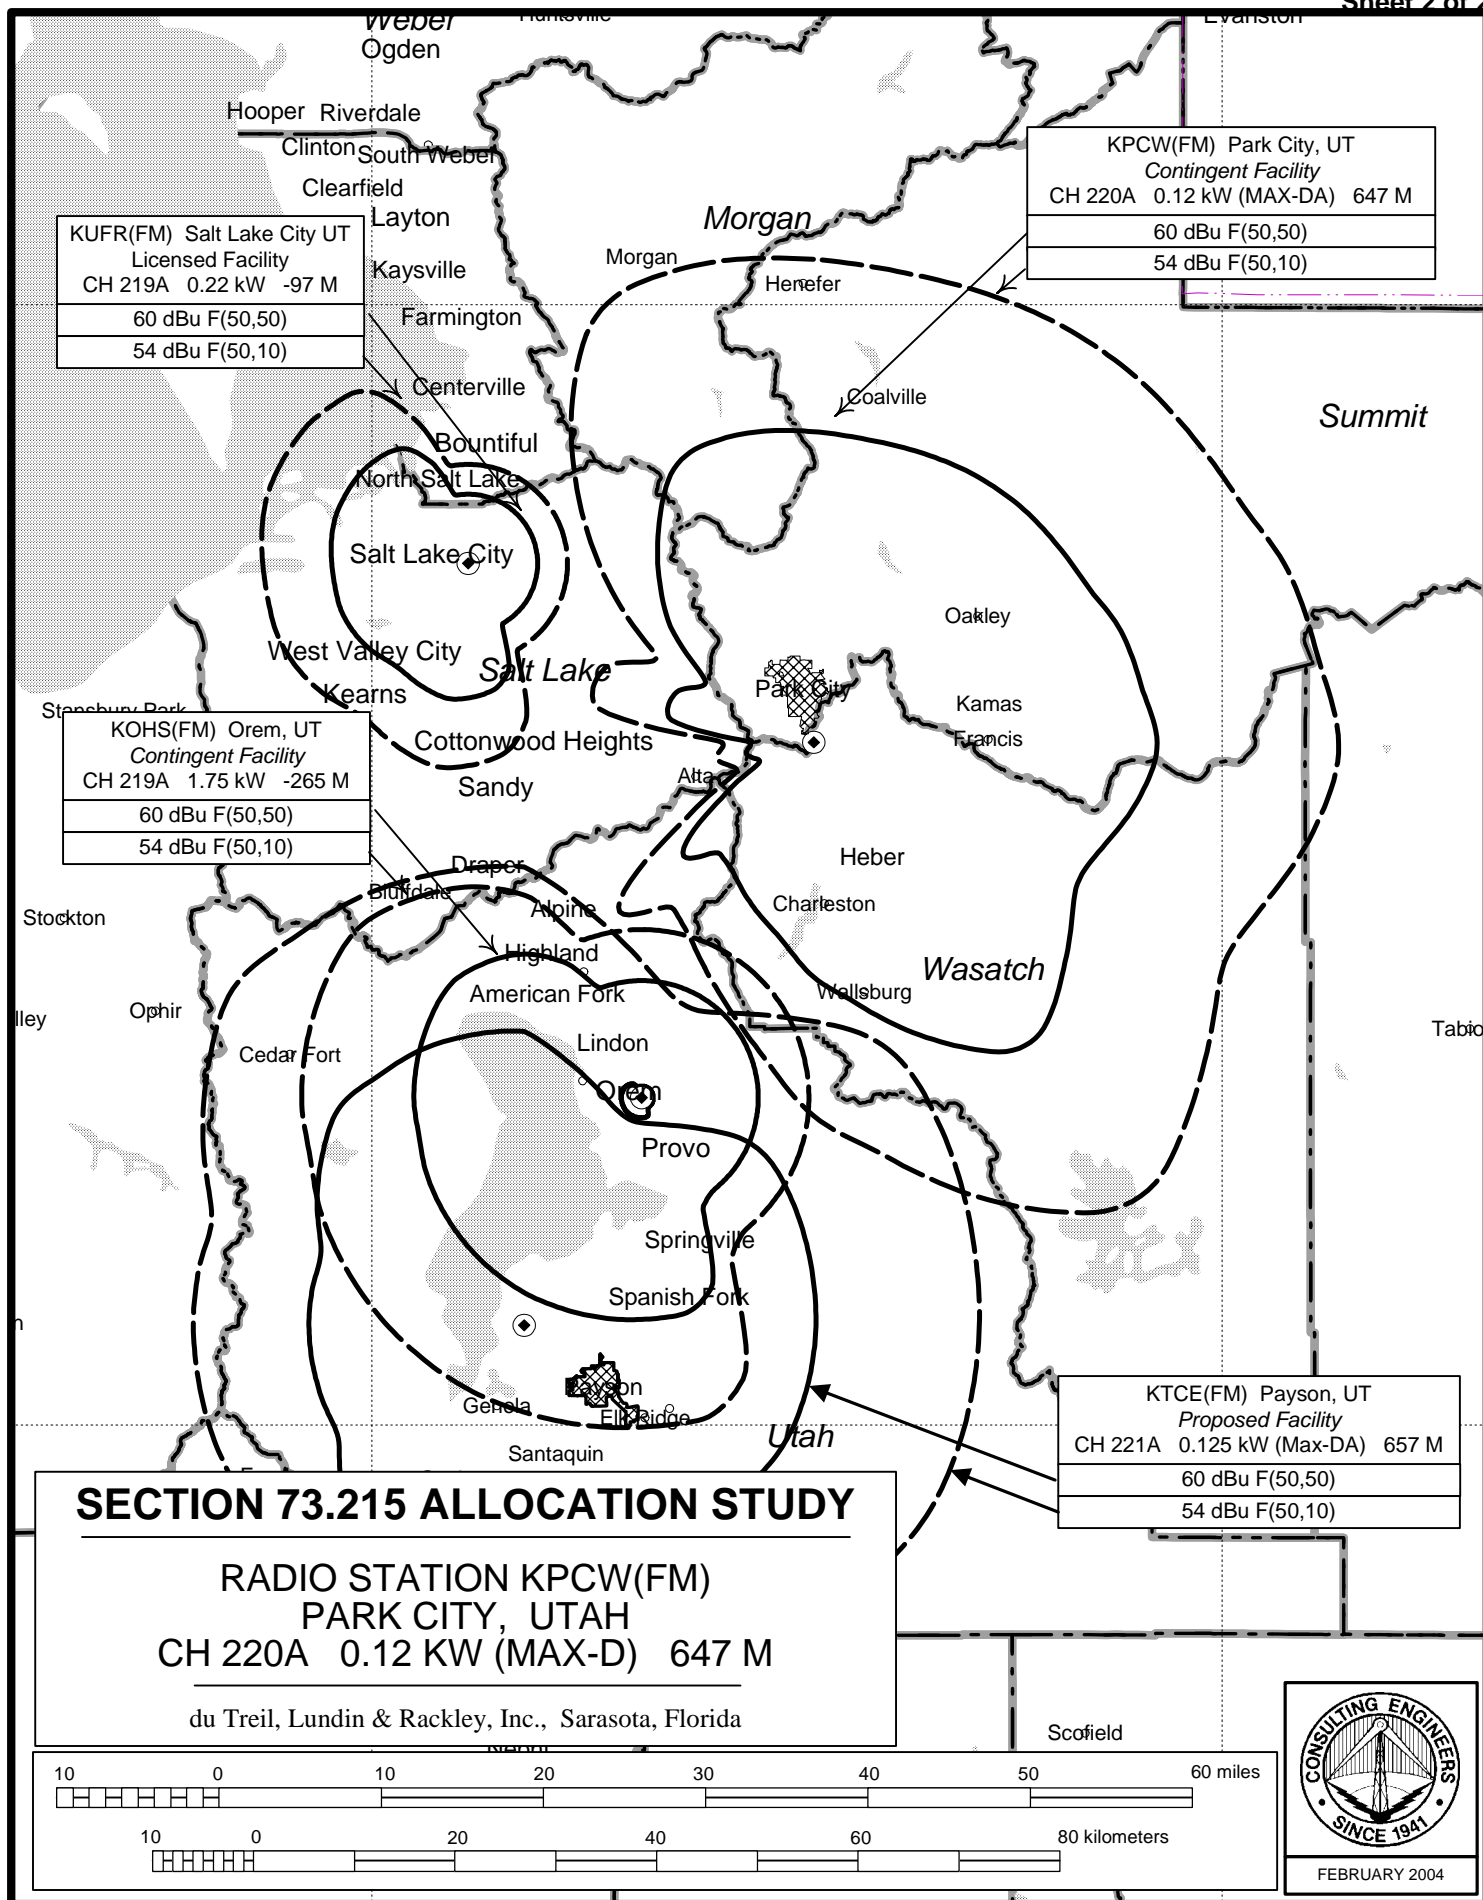 Sheet 2 of 2
Weber
Huntsville
Evanston
Ogden
Hooper Riverdale
Clinton
South Weber
Clearfield
Layton
Morgan
KPCW(FM) Park City, UT
Contingent Facility
CH 220A 0.12 kW (MAX-DA) 647 M
60 dBu F(50,50)
54 dBu F(50,10)
KUFR(FM) Salt Lake City UT
Licensed Facility
CH 219A 0.22 kW -97 M
60 dBu F(50,50)
54 dBu F(50,10)
Kaysville
Morgan
Henefer
Farmington
Centerville
Coalville
Summit
Bountiful
North Salt Lake
Salt Lake City
Oakley
West Valley City
Salt Lake
Kearns
Park City
Kamas
Stansbury Park
Francis
KOHS(FM) Orem, UT
Contingent Facility
CH 219A 1.75 kW -265 M
60 dBu F(50,50)
54 dBu F(50,10)
Cottonwood Heights
Alta
Sandy
Heber
Draper
Bluffdale
Charleston
Stockton
Alpine
Highland
Wasatch
American Fork
Wallsburg
Ophir
lley
Lindon
Cedar Fort
Orem
Provo
Springville
Spanish Fork
n
Payson
Genola
Elk Ridge
Utah
Santaquin
KTCE(FM) Payson, UT
Proposed Facility
CH 221A 0.125 kW (Max-DA) 657 M
60 dBu F(50,50)
54 dBu F(50,10)
SECTION 73.215 ALLOCATION STUDY
RADIO STATION KPCW(FM)
PARK CITY, UTAH
CH 220A 0.12 KW (MAX-D) 647 M
du Treil, Lundin & Rackley, Inc., Sarasota, Florida
Scofield
Nephi
10 0 10 20 30 40 50 60 miles
10 0 20 40 60 80 kilometers
CONSULTING ENGINEERS
SINCE 1941
FEBRUARY 2004